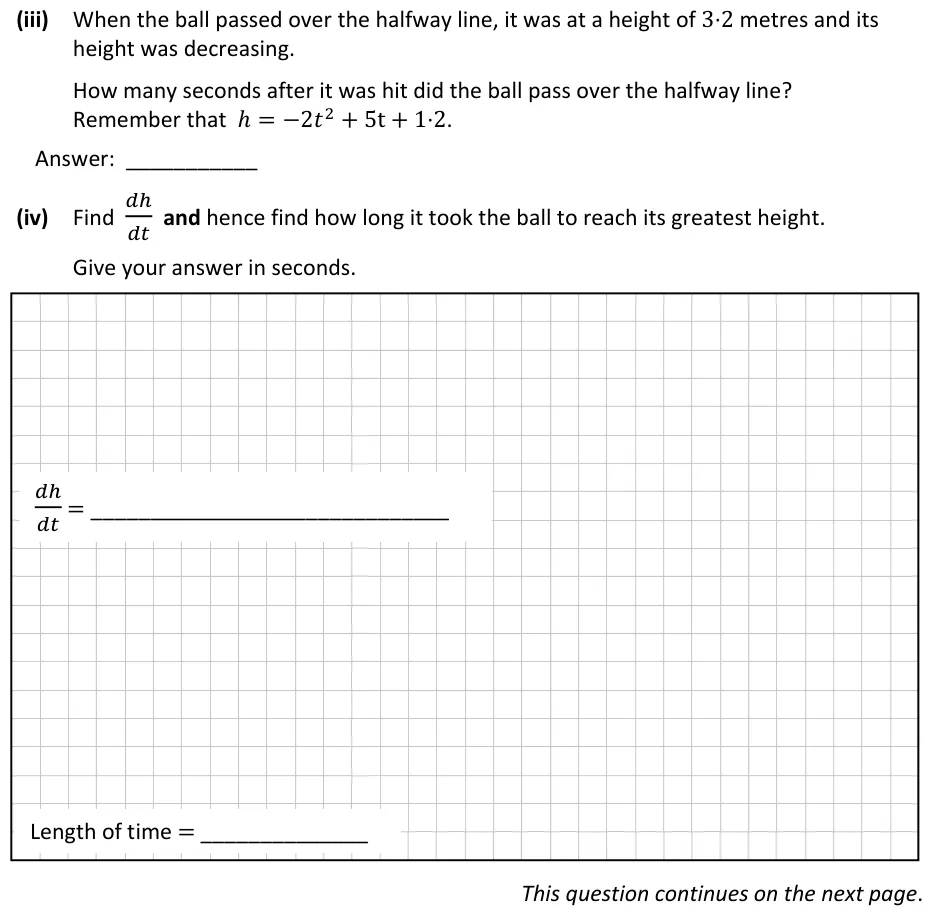 (iii) When the ball passed over the halfway line, it was at a height of 3·2 metres and its
height was decreasing.
How many seconds after it was hit did the ball pass over the halfway line?
Remember that h = −2t² + 5t + 1·2.
Answer: ___________
(iv) Find dh/dt and hence find how long it took the ball to reach its greatest height.
Give your answer in seconds.
dh/dt = ______________________________
Length of time = ______________
This question continues on the next page.